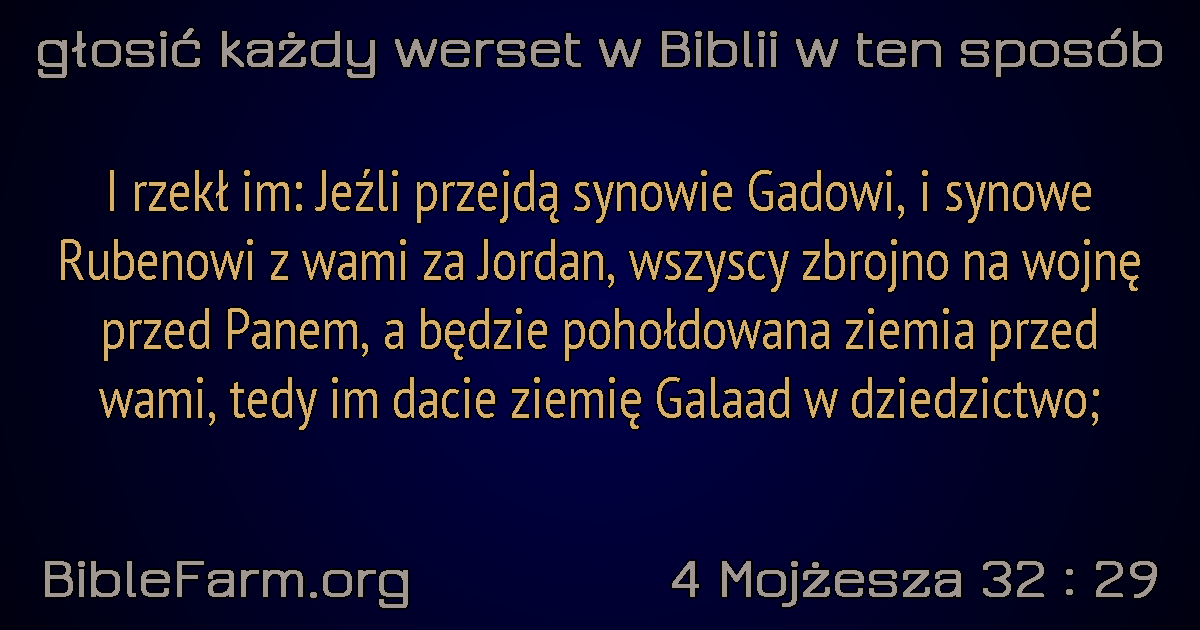 głosić każdy werset w Biblii w ten sposób
I rzekł im: Jeźli przejdą synowie Gadowi, i synowe
Rubenowi z wami za Jordan, wszyscy zbrojno na wojnę
przed Panem, a będzie pohołdowana ziemia przed
wami, tedy im dacie ziemię Galaad w dziedzictwo;
BibleFarm.org
4 Mojżesza 32 : 29